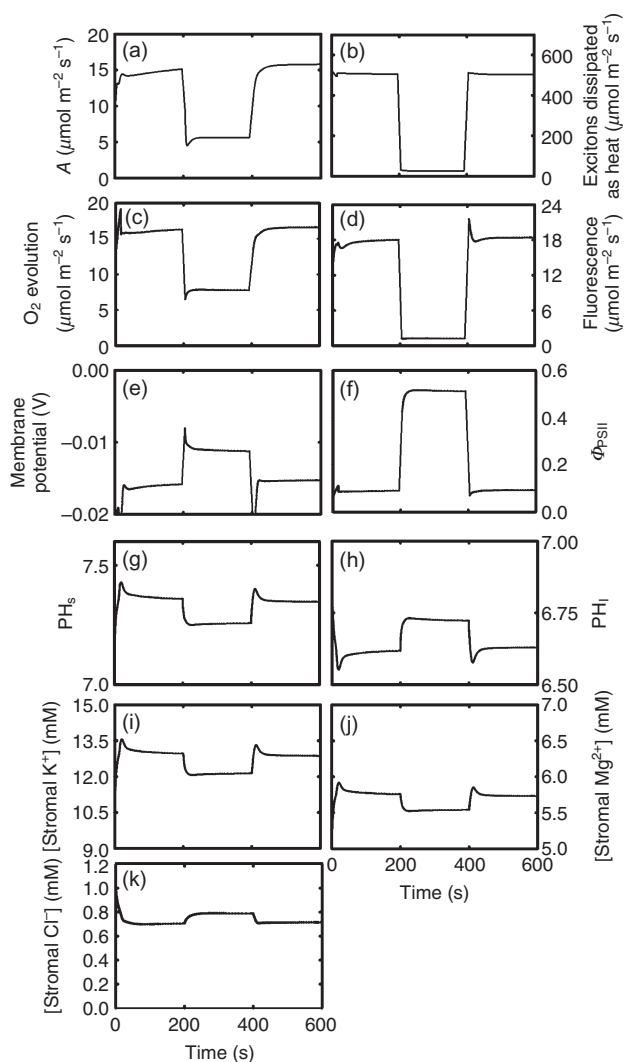 20
15
10
5
0
A (μmol m⁻² s⁻¹)
(a)
(b)
600
400
200
0
Excitons dissipated
as heat (μmol m⁻² s⁻¹)
20
15
10
5
0
O₂ evolution
(μmol m⁻² s⁻¹)
(c)
(d)
24
18
12
6
0
Fluorescence
(μmol m⁻² s⁻¹)
0.00
−0.01
−0.02
Membrane
potential (V)
(e)
(f)
0.6
0.4
0.2
0.0
Φ_PSII
7.5
7.0
PHₛ
(g)
(h)
7.00
6.75
6.50
PHₗ
15.0
13.5
12.0
10.5
9.0
[Stromal K⁺] (mM)
(i)
(j)
7.0
6.5
6.0
5.5
5.0
[Stromal Mg²⁺] (mM)
0 200 400 600
Time (s)
1.2
1.0
0.8
0.6
0.4
0.2
0.0
[Stromal Cl⁻] (mM)
(k)
0 200 400 600
Time (s)